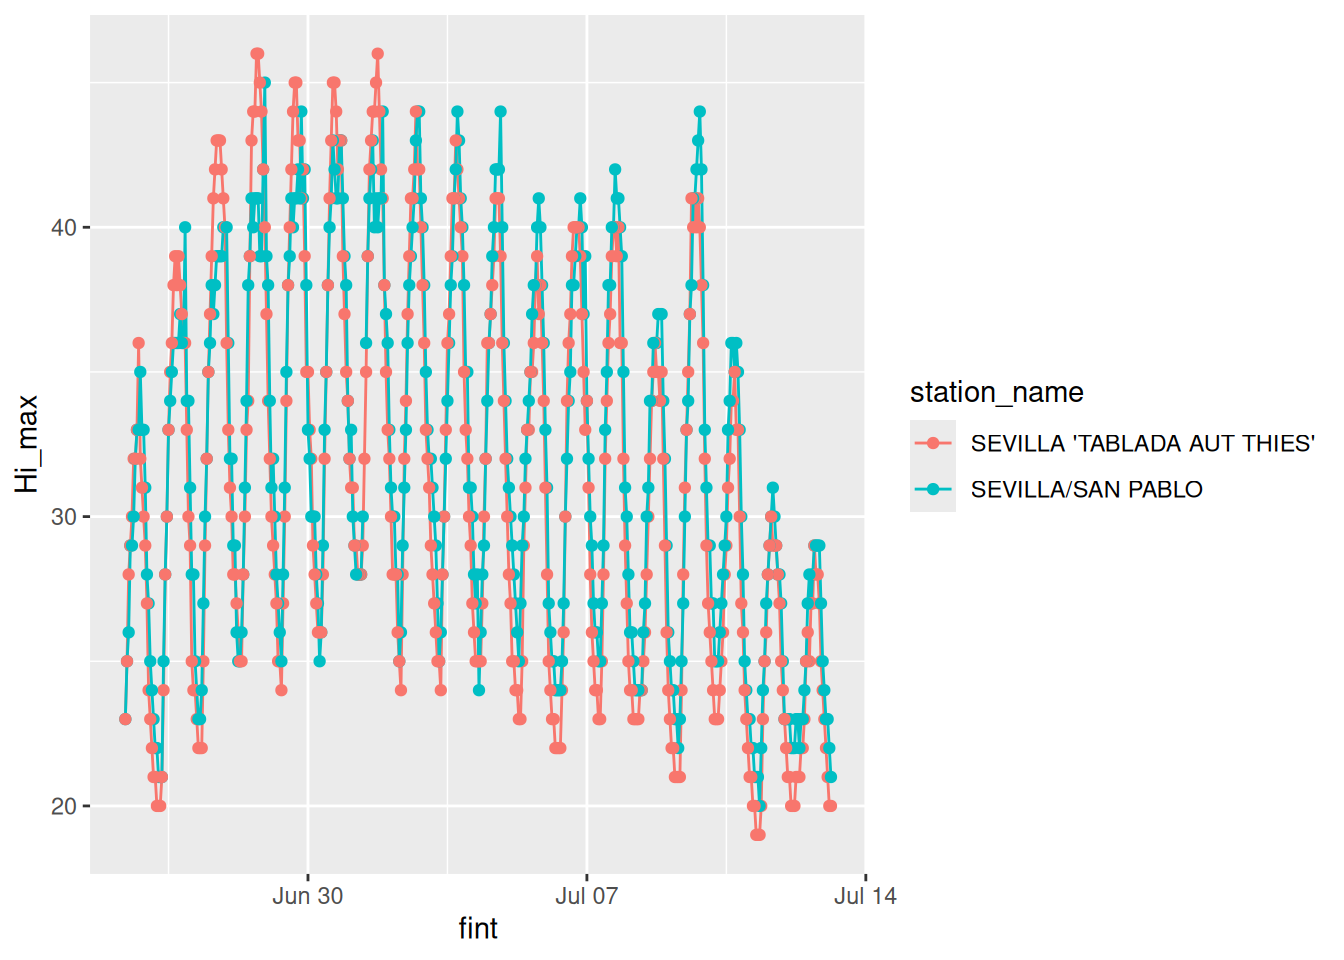 Hi_max
40
30
20
Jun 30
Jul 07
Jul 14
fint
station_name
SEVILLA 'TABLADA AUT THIES'
SEVILLA/SAN PABLO